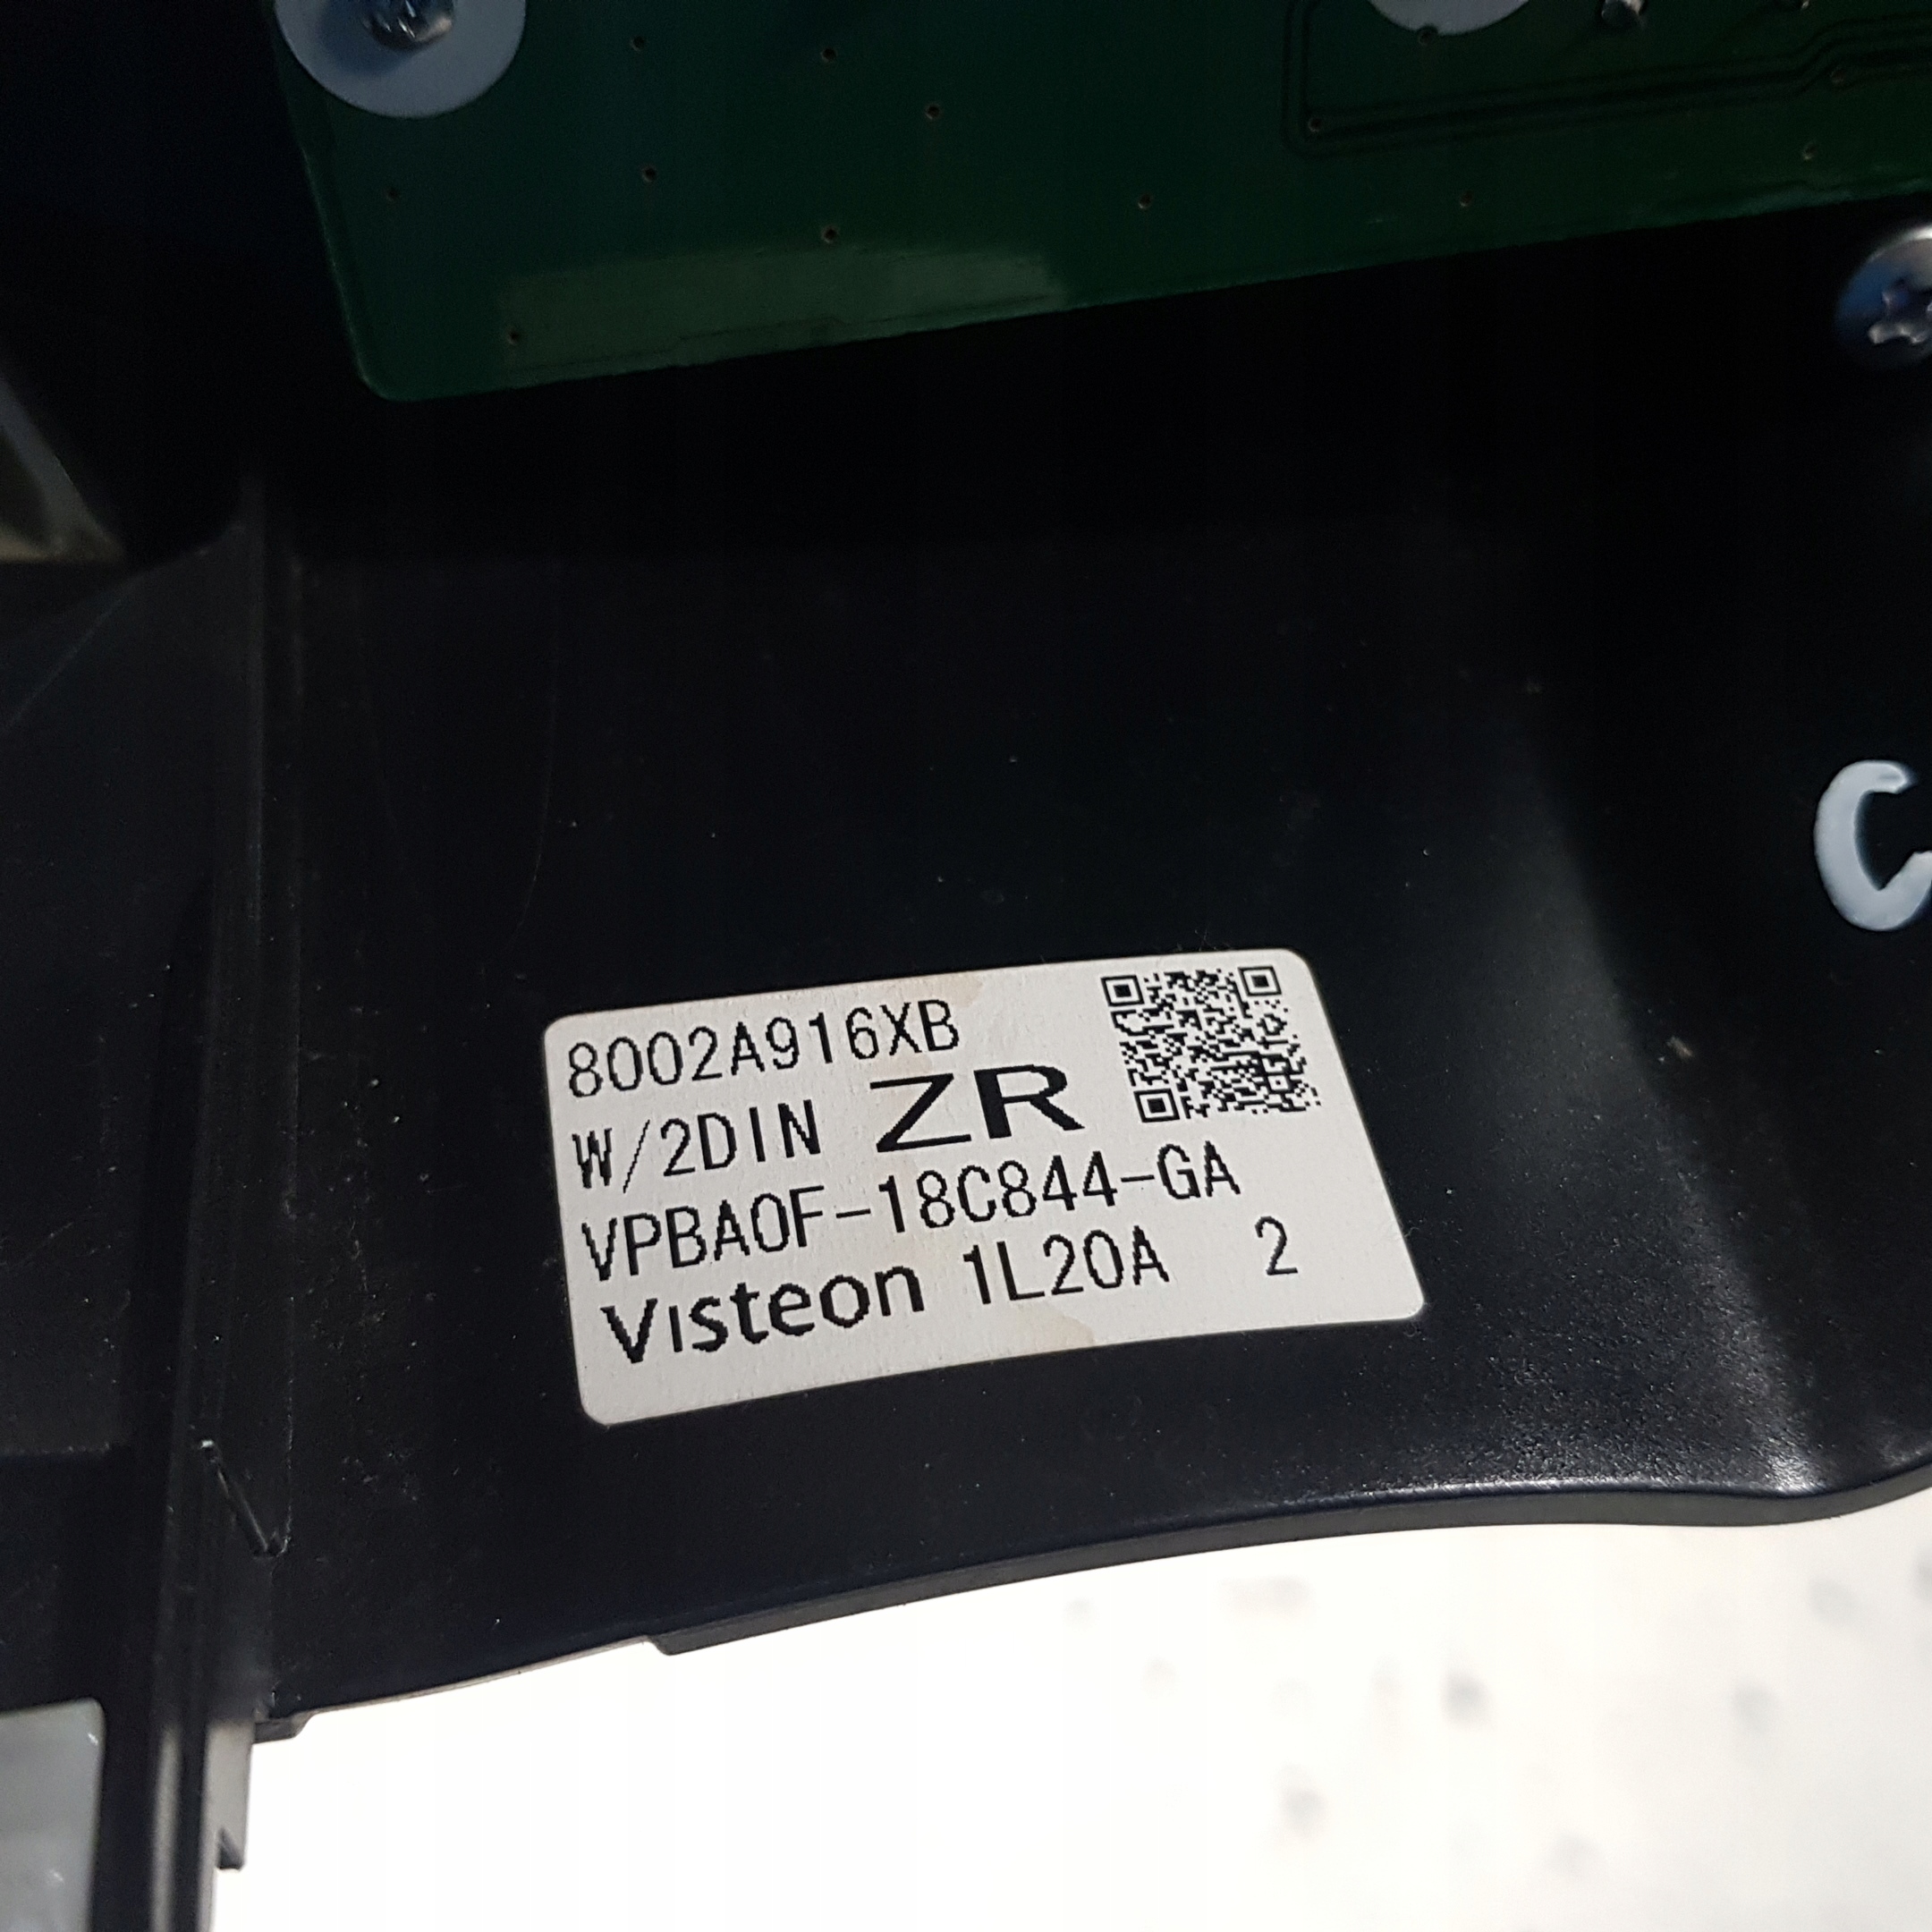 C
8002A916XB
W/2DIN ZR
VPBA0F-18C844-GA
Visteon 1L20A 2